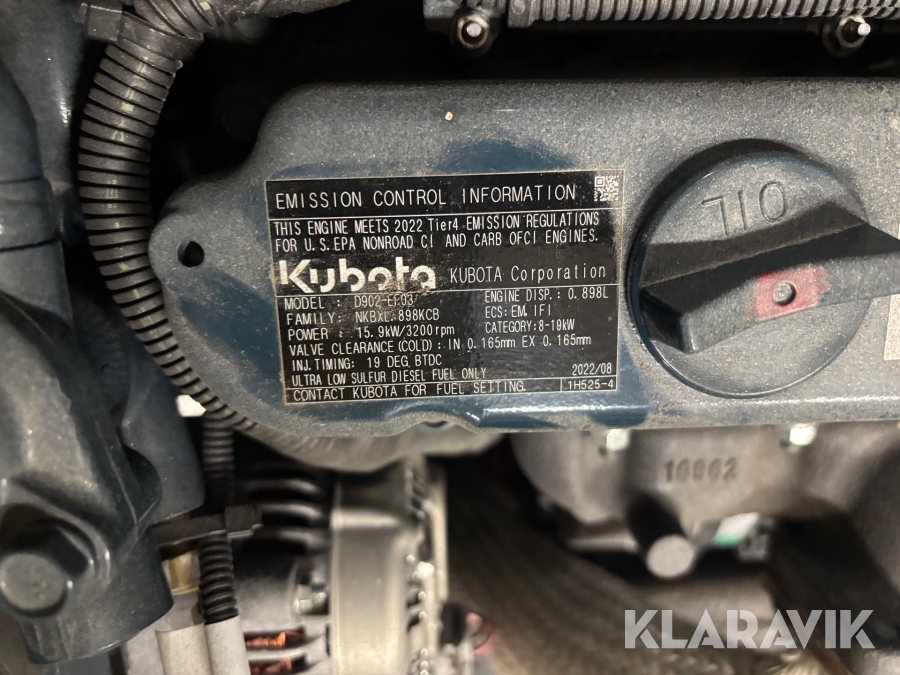 KLARAVIK
EMISSION CONTROL INFORMATION
THIS ENGINE MEETS 2022 Tier4 EMISSION REGULATIONS
FOR U.S.EPA NONROAD CI AND CARB OFCI ENGINES.
Kubota KUBOTA Corporation
MODEL : D902-EF03 ENGINE DISP.: 0.898L
FAMILY: NKBXL.898KCB ECS: EM, IFI
POWER : 15.9kW/3200rpm CATEGORY: 8-19kW
VALVE CLEARANCE (COLD): IN 0.165mm EX 0.165mm
INJ. TIMING: 19 DEG BTDC
ULTRA LOW SULFUR DIESEL FUEL ONLY 2022/08
CONTACT KUBOTA FOR FUEL SETTING. 1H525-4
OIL
16862
KLARAVIK